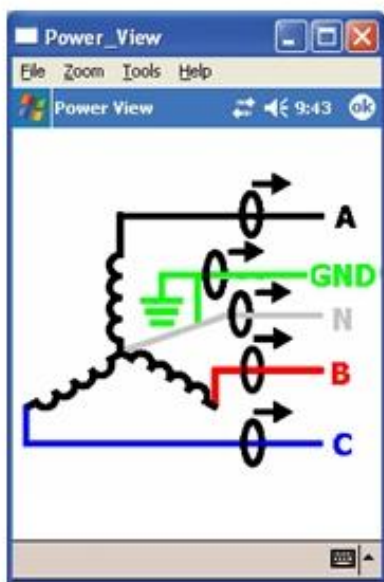 Power_View
File Zoom Tools Help
Power View 9:43 ok
A
GND
N
B
C